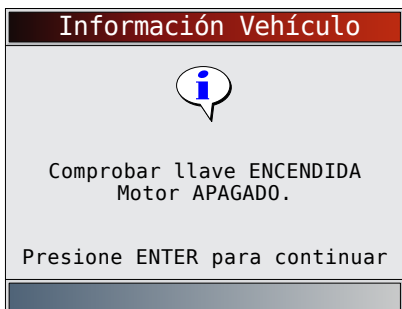 Información Vehículo
Comprobar llave ENCENDIDA
Motor APAGADO.
Presione ENTER para continuar